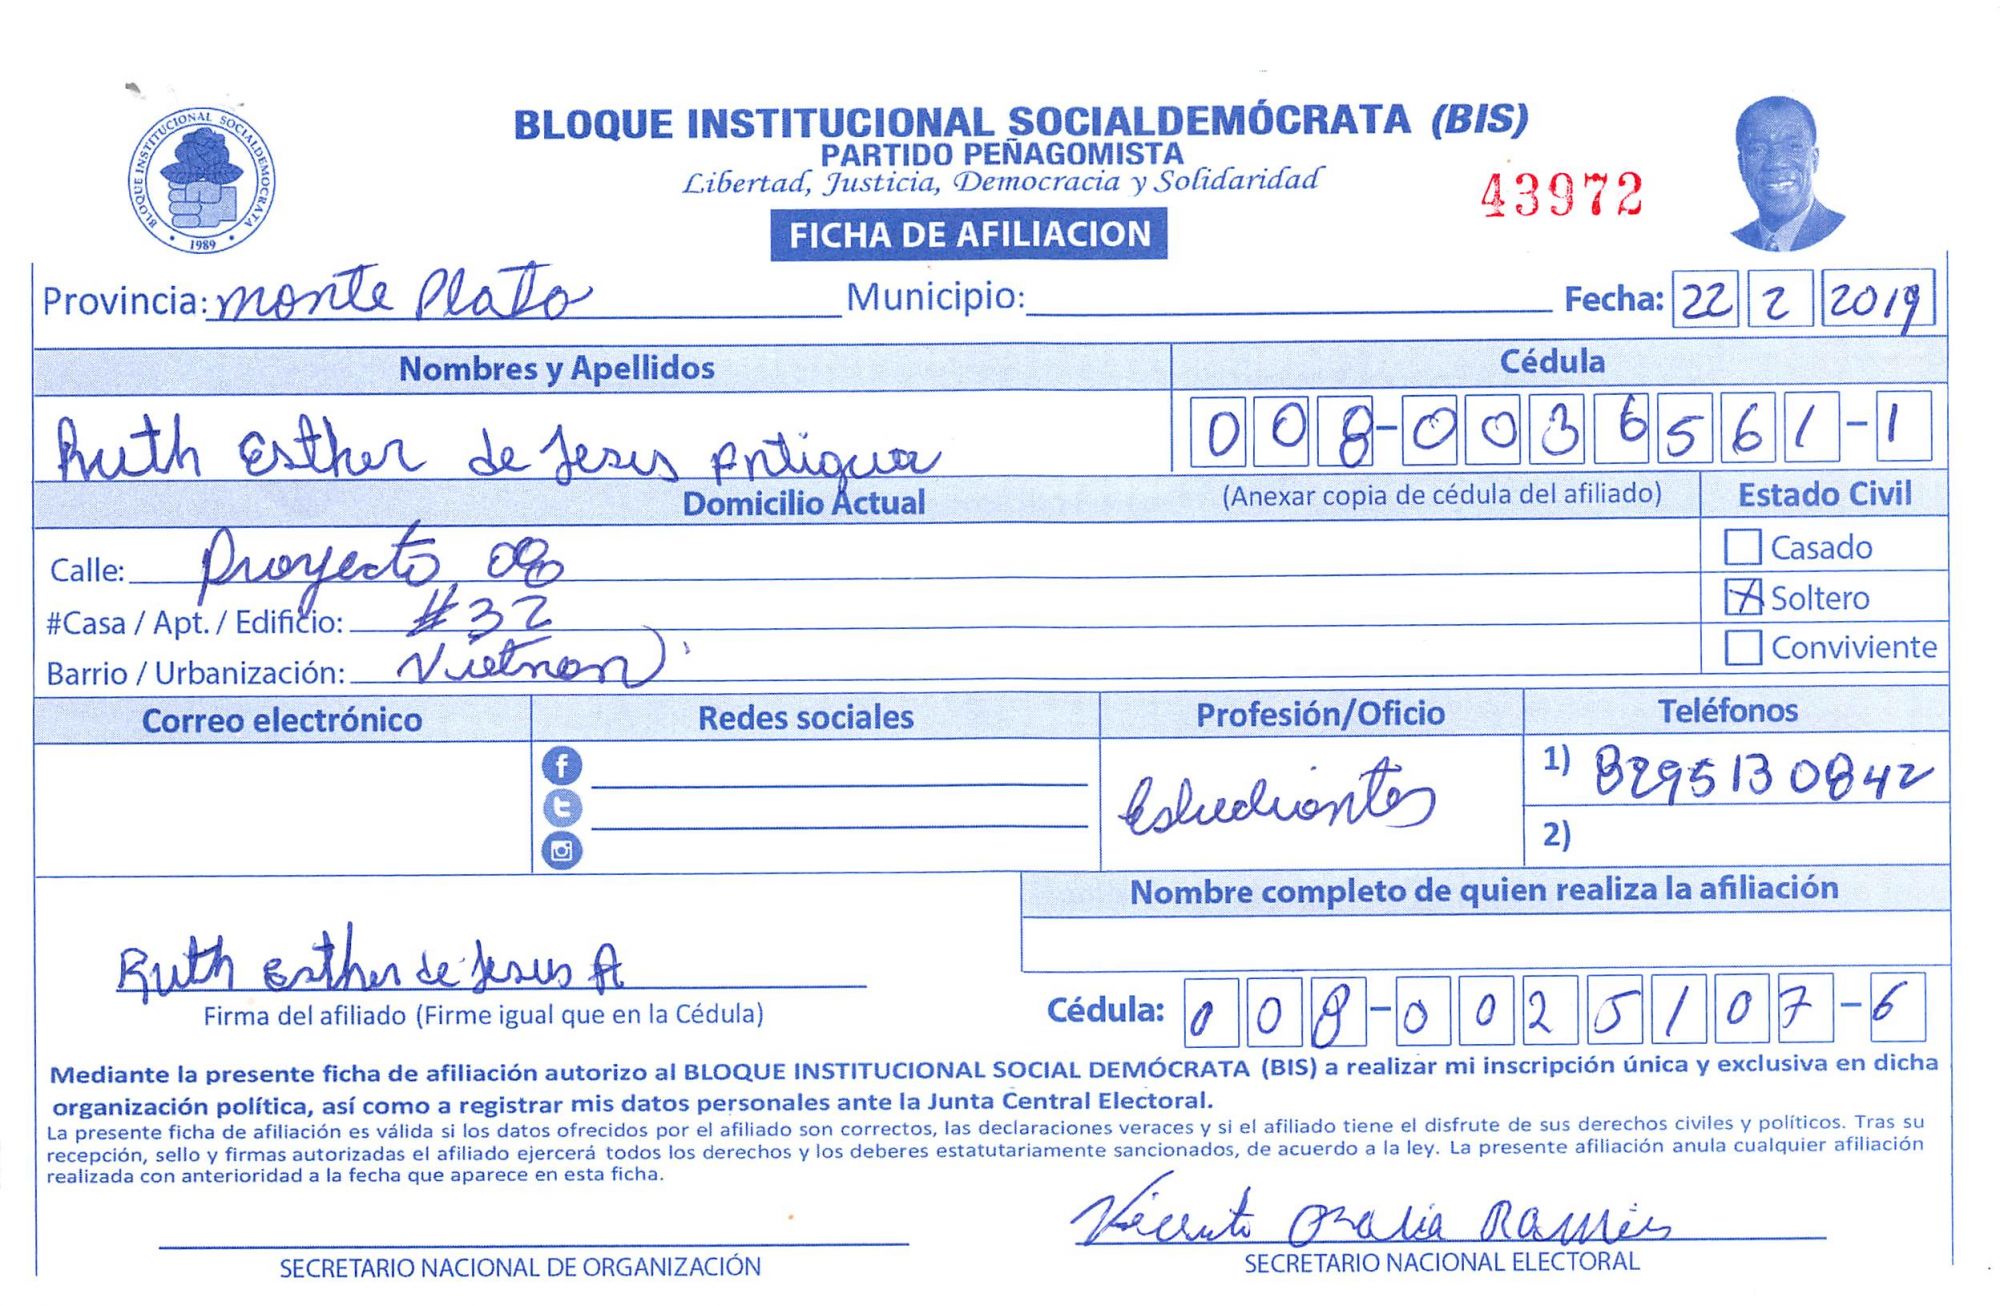 BLOQUE INSTITUCIONAL SOCIALDEMÓCRATA (BIS)
BLOQUE INSTITUCIONAL SOCIALDEMOCRATA
1989
PARTIDO PEÑAGOMISTA
Libertad, Justicia, Democracia y Solidaridad
43972
FICHA DE AFILIACION
Provincia: Monte Plata Municipio: Fecha: 22 2 2019
Nombres y Apellidos Cédula
Ruth Esther de Jesus Antigua 008-0036561-1
Domicilio Actual (Anexar copia de cédula del afiliado) Estado Civil
Calle: Proyecto 08 Casado
#Casa / Apt. / Edificio: #32 Soltero
Barrio / Urbanización: Vietnan Conviviente
Correo electrónico Redes sociales Profesión/Oficio Teléfonos
Estudiantes 1) 8295130842
2)
Nombre completo de quien realiza la afiliación
Ruth Esther de Jesus A
Firma del afiliado (Firme igual que en la Cédula) Cédula: 008-0025107-6
Mediante la presente ficha de afiliación autorizo al BLOQUE INSTITUCIONAL SOCIAL DEMÓCRATA (BIS) a realizar mi inscripción única y exclusiva en dicha
organización política, así como a registrar mis datos personales ante la Junta Central Electoral.
La presente ficha de afiliación es válida si los datos ofrecidos por el afiliado son correctos, las declaraciones veraces y si el afiliado tiene el disfrute de sus derechos civiles y políticos. Tras su
recepción, sello y firmas autorizadas el afiliado ejercerá todos los derechos y los deberes estatutariamente sancionados, de acuerdo a la ley. La presente afiliación anula cualquier afiliación
realizada con anterioridad a la fecha que aparece en esta ficha.
SECRETARIO NACIONAL DE ORGANIZACIÓN SECRETARIO NACIONAL ELECTORAL